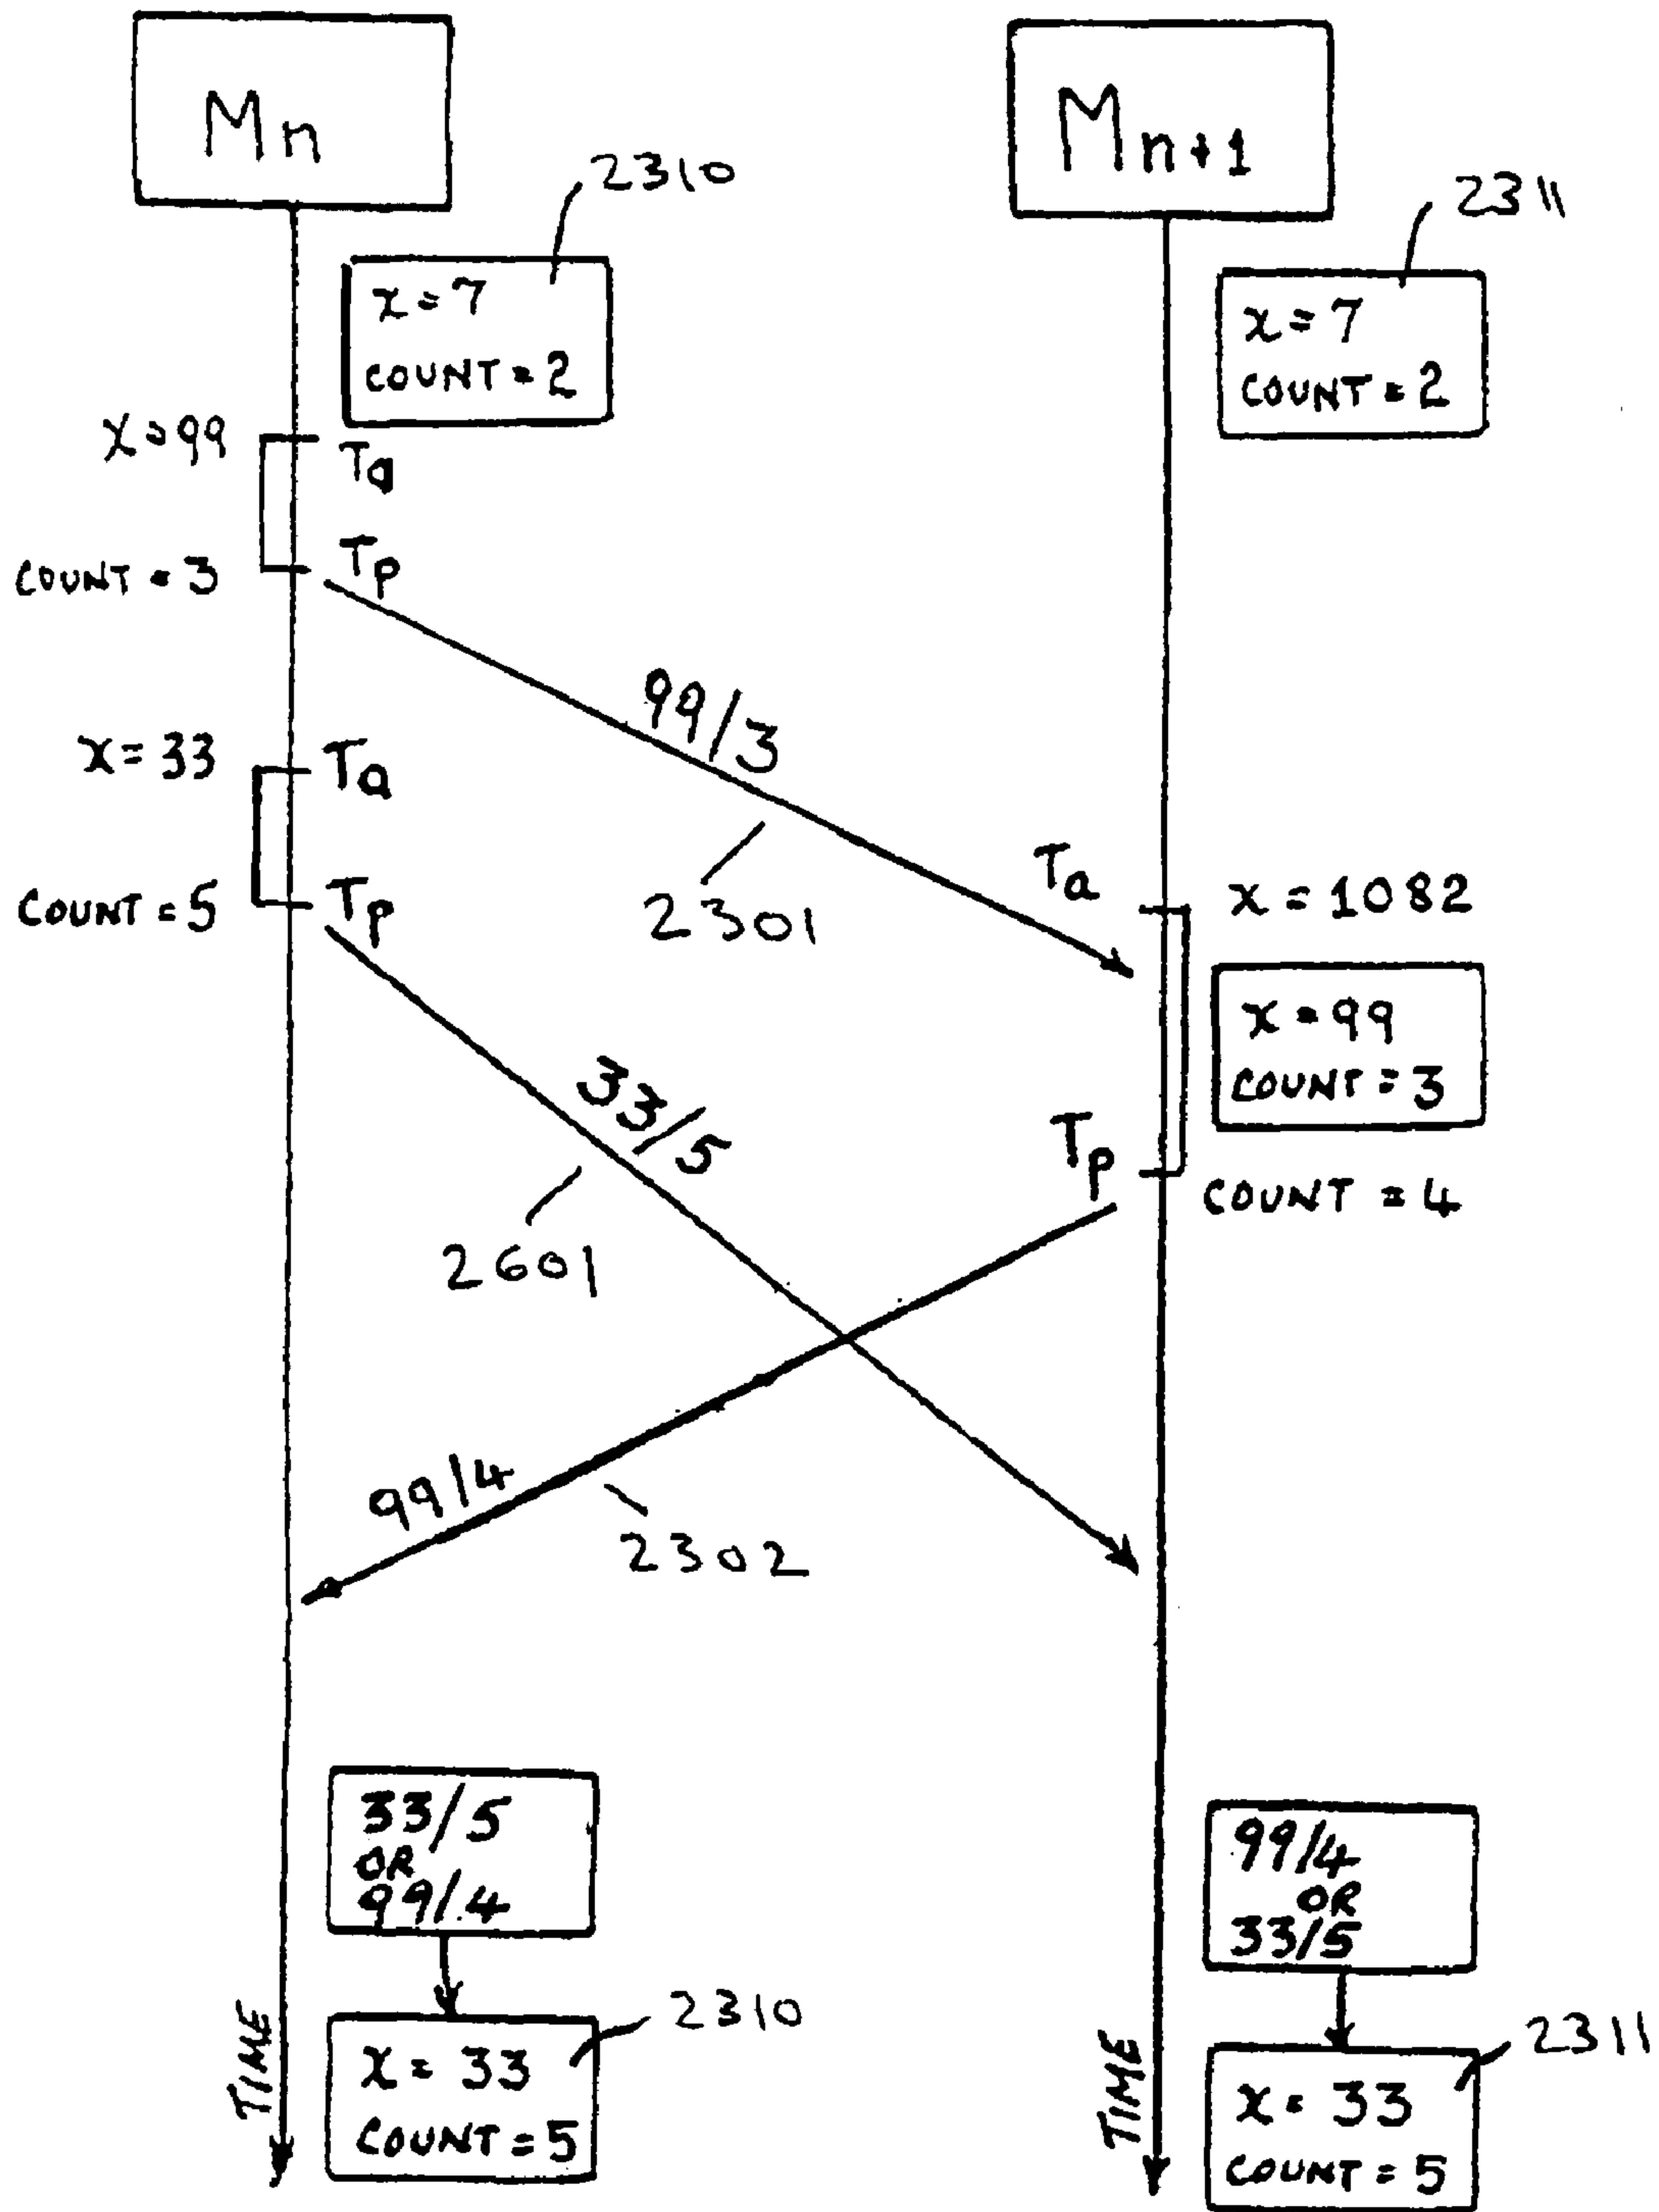 Mn
Mn+1
2310
2311
x=7
COUNT=2
x=7
COUNT=2
x=99
Ta
COUNT=3
Tp
99/3
2301
x=33
Ta
COUNT=5
Tp
33/5
2601
Ta
x=1082
x=99
COUNT=3
Tp
COUNT=4
99/4
2302
33/5
OR
99/4
99/4
OR
33/5
TIME
2310
x=33
COUNT=5
TIME
2311
x=33
COUNT=5